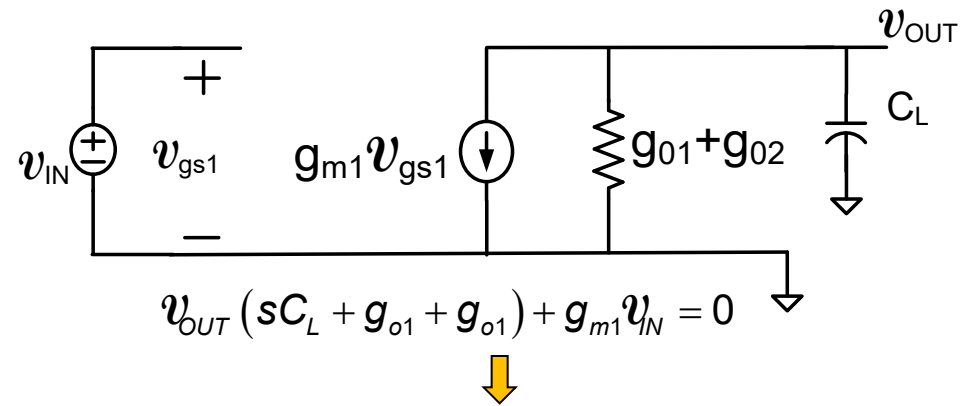 𝓋OUT
+
CL
+
−
𝓋IN
𝓋gs1
gm1𝓋gs1
g01+g02
−
𝓋OUT (sCL + go1 + go1) + gm1𝓋IN = 0